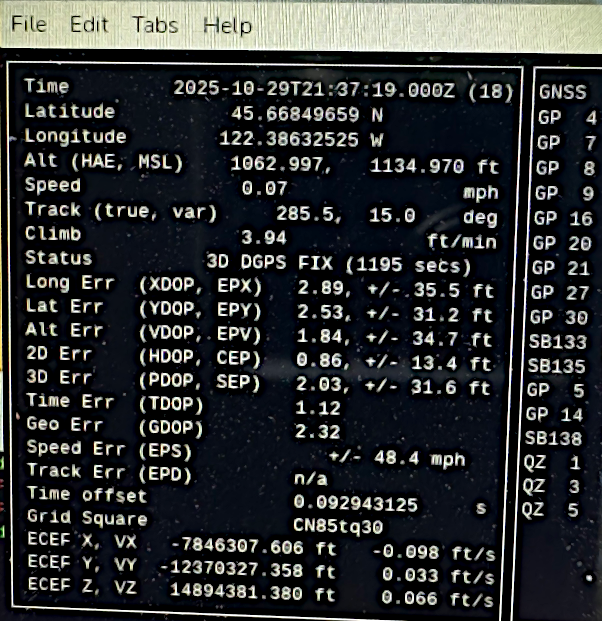 File Edit Tabs Help
Time 2025-10-29T21:37:19.000Z (18)
Latitude 45.66849659 N
Longitude 122.38632525 W
Alt (HAE, MSL) 1062.997, 1134.970 ft
Speed 0.07 mph
Track (true, var) 285.5, 15.0 deg
Climb 3.94 ft/min
Status 3D DGPS FIX (1195 secs)
Long Err (XDOP, EPX) 2.89, +/- 35.5 ft
Lat Err (YDOP, EPY) 2.53, +/- 31.2 ft
Alt Err (VDOP, EPV) 1.84, +/- 34.7 ft
2D Err (HDOP, CEP) 0.86, +/- 13.4 ft
3D Err (PDOP, SEP) 2.03, +/- 31.6 ft
Time Err (TDOP) 1.12
Geo Err (GDOP) 2.32
Speed Err (EPS) +/- 48.4 mph
Track Err (EPD) n/a
Time offset 0.092943125 s
Grid Square CN85tq30
ECEF X, VX -7846307.606 ft -0.098 ft/s
ECEF Y, VY -12370327.358 ft 0.033 ft/s
ECEF Z, VZ 14894381.380 ft 0.066 ft/s
GNSS
GP 4
GP 7
GP 8
GP 9
GP 16
GP 20
GP 21
GP 27
GP 30
SB133
SB135
GP 5
GP 14
SB138
QZ 1
QZ 3
QZ 5